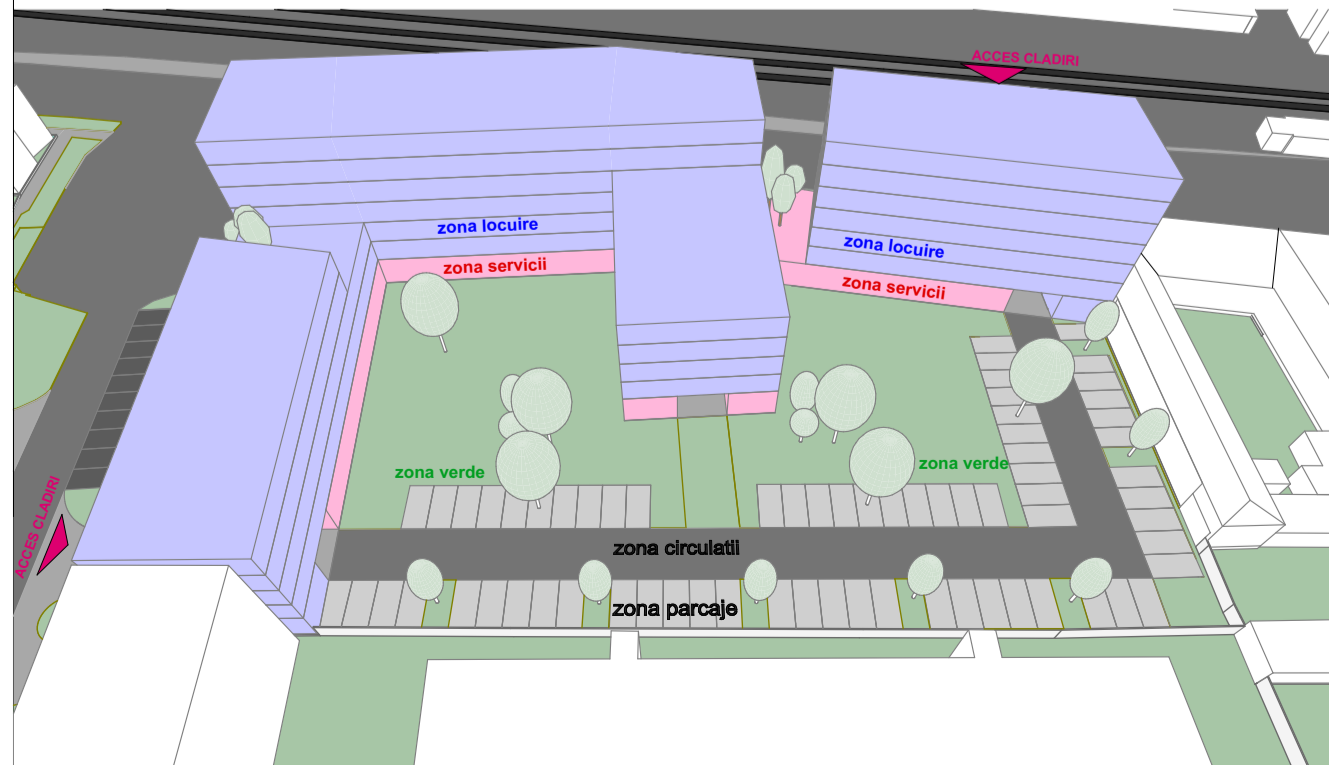 ACCES CLADIRI
zona locuire
zona locuire
zona servicii
zona servicii
zona verde
zona verde
ACCES CLADIRI
zona circulatii
zona parcaje